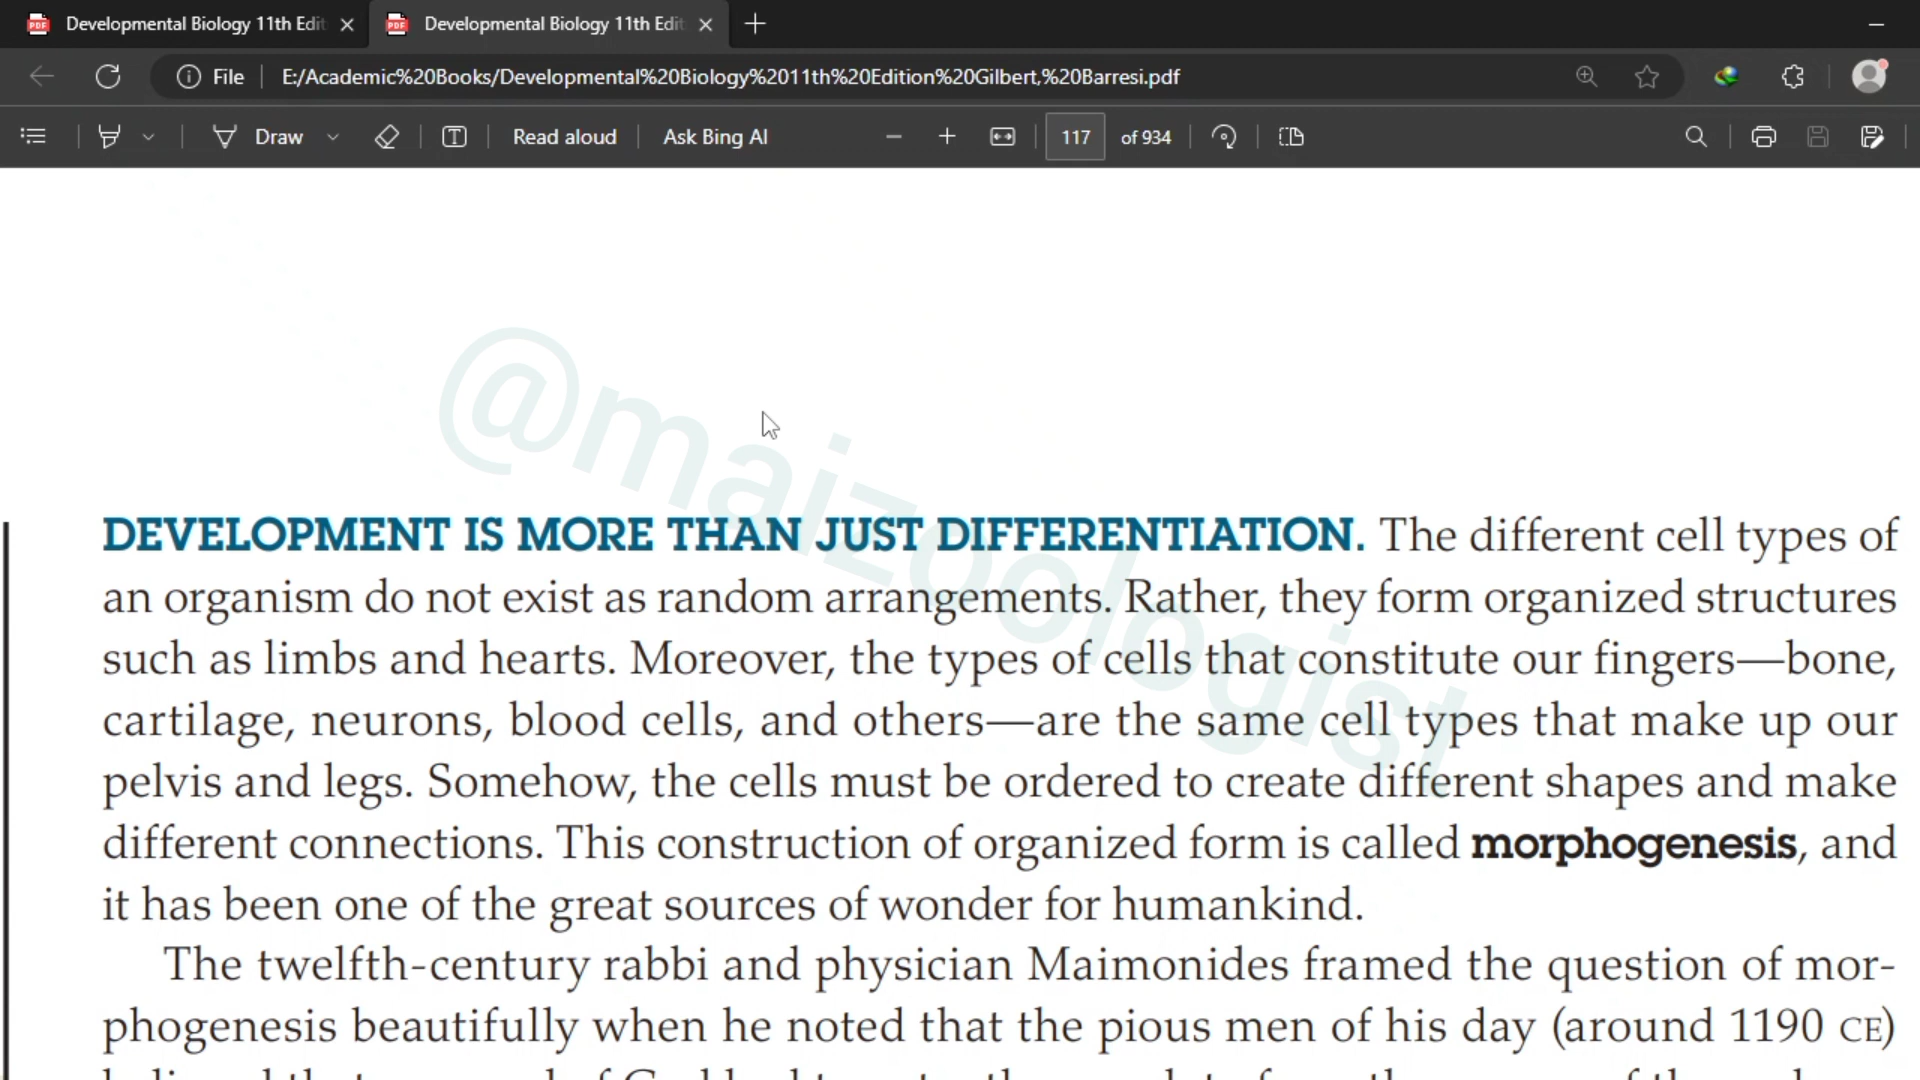 Developmental Biology 11th Edit
Developmental Biology 11th Edit
File
E:/Academic%20Books/Developmental%20Biology%2011th%20Edition%20Gilbert,%20Barresi.pdf
Draw
Read aloud
Ask Bing AI
117
of 934
@maizoologist
DEVELOPMENT IS MORE THAN JUST DIFFERENTIATION. The different cell types of
an organism do not exist as random arrangements. Rather, they form organized structures
such as limbs and hearts. Moreover, the types of cells that constitute our fingers—bone,
cartilage, neurons, blood cells, and others—are the same cell types that make up our
pelvis and legs. Somehow, the cells must be ordered to create different shapes and make
different connections. This construction of organized form is called morphogenesis, and
it has been one of the great sources of wonder for humankind.
The twelfth-century rabbi and physician Maimonides framed the question of mor-
phogenesis beautifully when he noted that the pious men of his day (around 1190 CE)